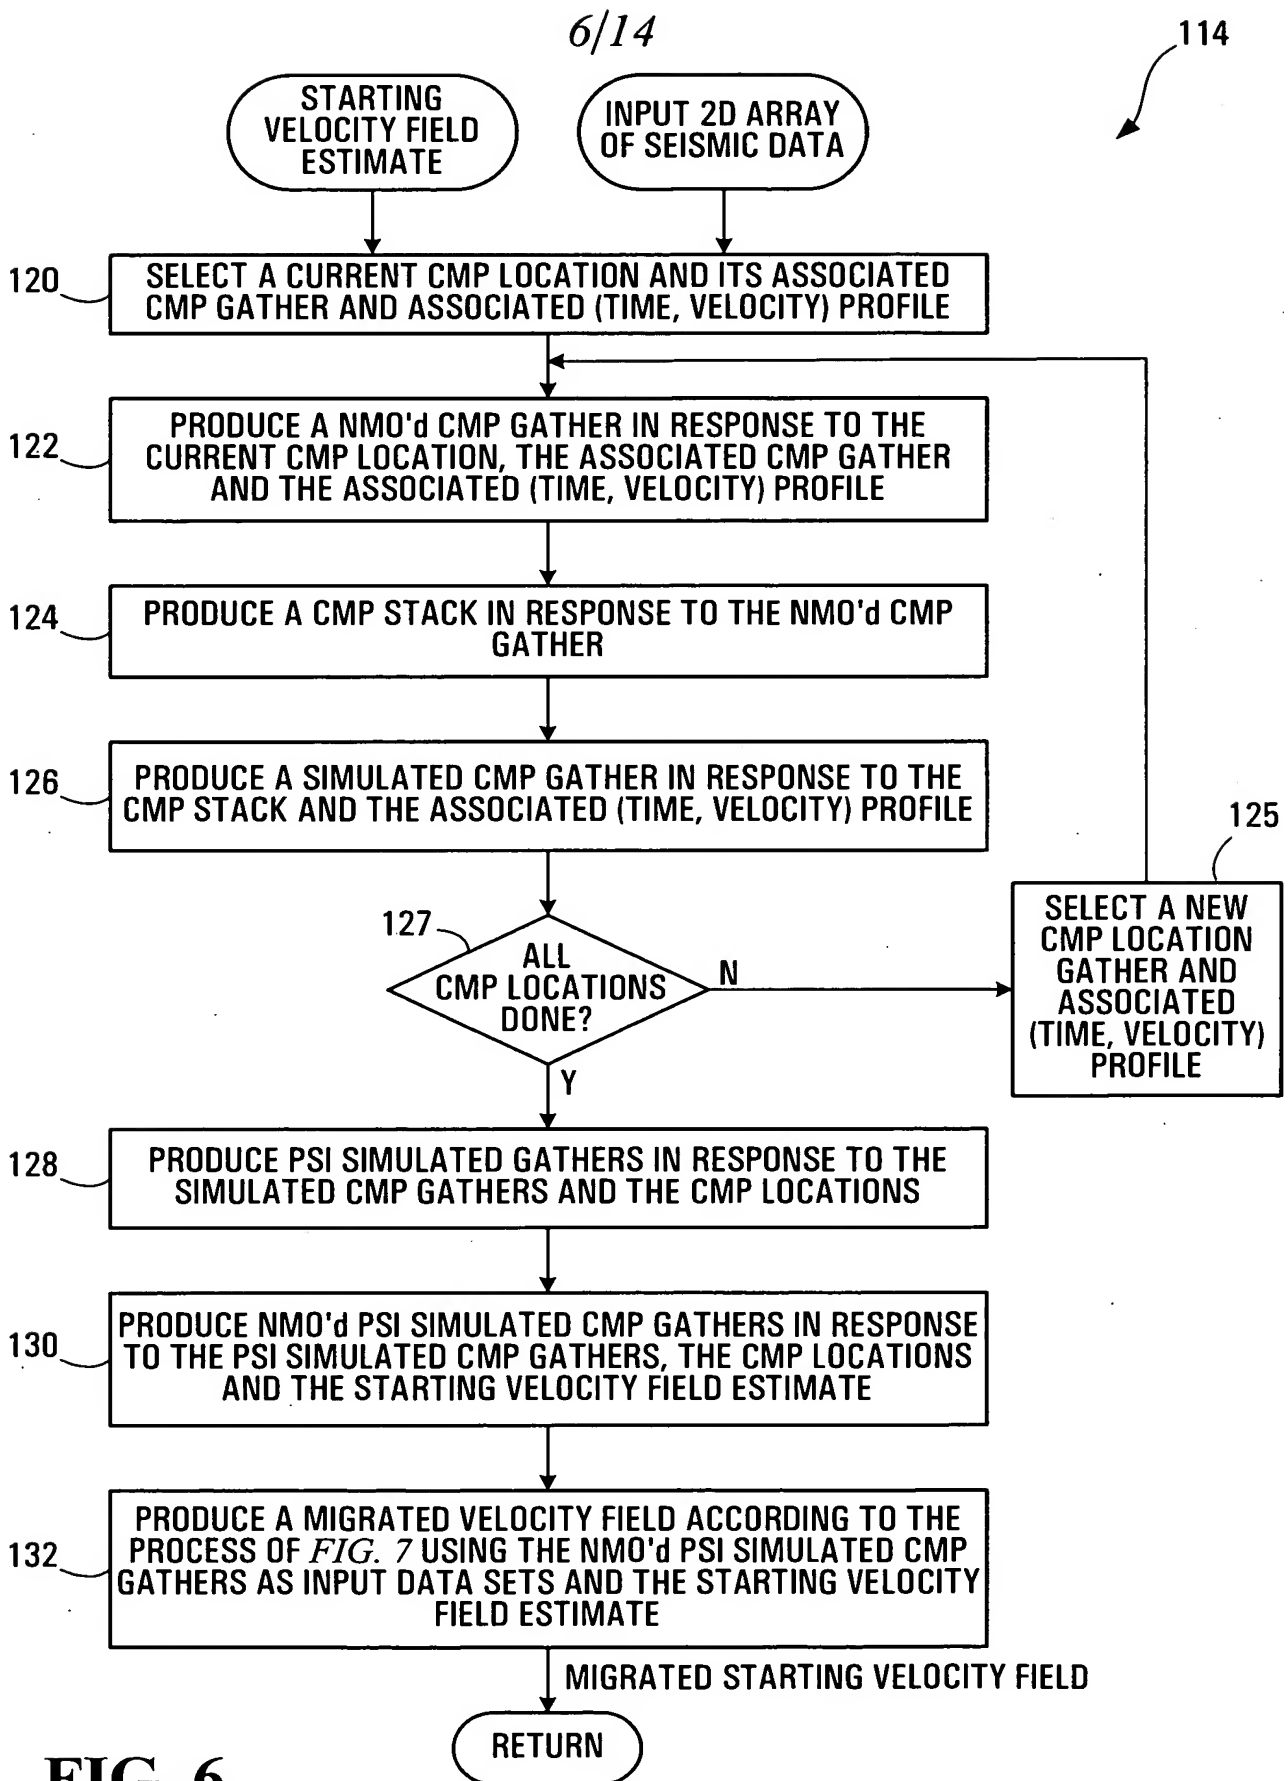 6/14
114
STARTING
VELOCITY FIELD
ESTIMATE
INPUT 2D ARRAY
OF SEISMIC DATA
120
SELECT A CURRENT CMP LOCATION AND ITS ASSOCIATED
CMP GATHER AND ASSOCIATED (TIME, VELOCITY) PROFILE
122
PRODUCE A NMO'd CMP GATHER IN RESPONSE TO THE
CURRENT CMP LOCATION, THE ASSOCIATED CMP GATHER
AND THE ASSOCIATED (TIME, VELOCITY) PROFILE
124
PRODUCE A CMP STACK IN RESPONSE TO THE NMO'd CMP
GATHER
126
PRODUCE A SIMULATED CMP GATHER IN RESPONSE TO THE
CMP STACK AND THE ASSOCIATED (TIME, VELOCITY) PROFILE
125
SELECT A NEW
CMP LOCATION
GATHER AND
ASSOCIATED
(TIME, VELOCITY)
PROFILE
127
ALL
CMP LOCATIONS
DONE?
N
Y
128
PRODUCE PSI SIMULATED GATHERS IN RESPONSE TO THE
SIMULATED CMP GATHERS AND THE CMP LOCATIONS
130
PRODUCE NMO'd PSI SIMULATED CMP GATHERS IN RESPONSE
TO THE PSI SIMULATED CMP GATHERS, THE CMP LOCATIONS
AND THE STARTING VELOCITY FIELD ESTIMATE
132
PRODUCE A MIGRATED VELOCITY FIELD ACCORDING TO THE
PROCESS OF FIG. 7 USING THE NMO'd PSI SIMULATED CMP
GATHERS AS INPUT DATA SETS AND THE STARTING VELOCITY
FIELD ESTIMATE
MIGRATED STARTING VELOCITY FIELD
RETURN
FIG. 6